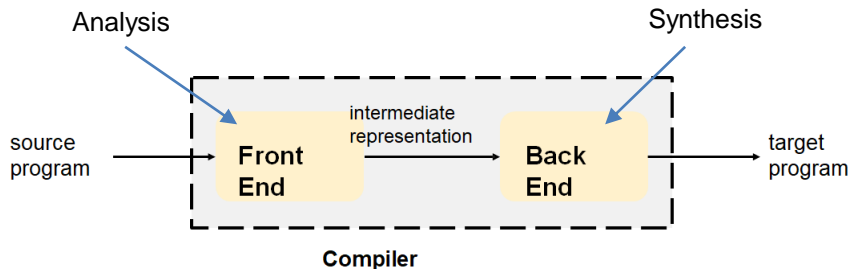 Analysis
Synthesis
source
program
Front
End
intermediate
representation
Back
End
target
program
Compiler